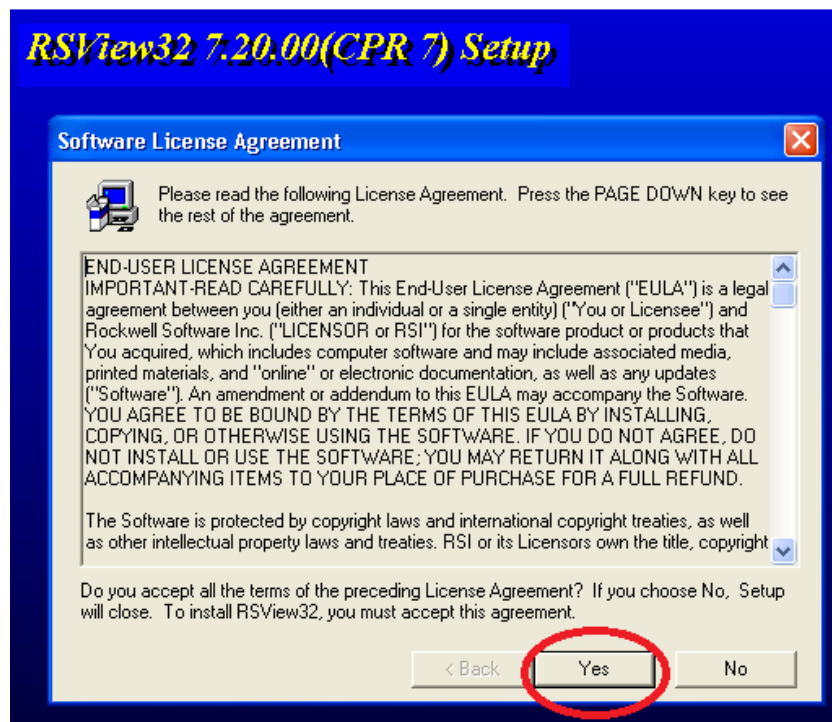 RSView32 7.20.00(CPR 7) Setup
Software License Agreement
Please read the following License Agreement. Press the PAGE DOWN key to see
the rest of the agreement.
END-USER LICENSE AGREEMENT
IMPORTANT-READ CAREFULLY: This End-User License Agreement ("EULA") is a legal
agreement between you (either an individual or a single entity) ("You or Licensee") and
Rockwell Software Inc. ("LICENSOR or RSI") for the software product or products that
You acquired, which includes computer software and may include associated media,
printed materials, and "online" or electronic documentation, as well as any updates
("Software"). An amendment or addendum to this EULA may accompany the Software.
YOU AGREE TO BE BOUND BY THE TERMS OF THIS EULA BY INSTALLING,
COPYING, OR OTHERWISE USING THE SOFTWARE. IF YOU DO NOT AGREE, DO
NOT INSTALL OR USE THE SOFTWARE; YOU MAY RETURN IT ALONG WITH ALL
ACCOMPANYING ITEMS TO YOUR PLACE OF PURCHASE FOR A FULL REFUND.
The Software is protected by copyright laws and international copyright treaties, as well
as other intellectual property laws and treaties. RSI or its Licensors own the title, copyright
Do you accept all the terms of the preceding License Agreement? If you choose No, Setup
will close. To install RSView32, you must accept this agreement.
< Back Yes No